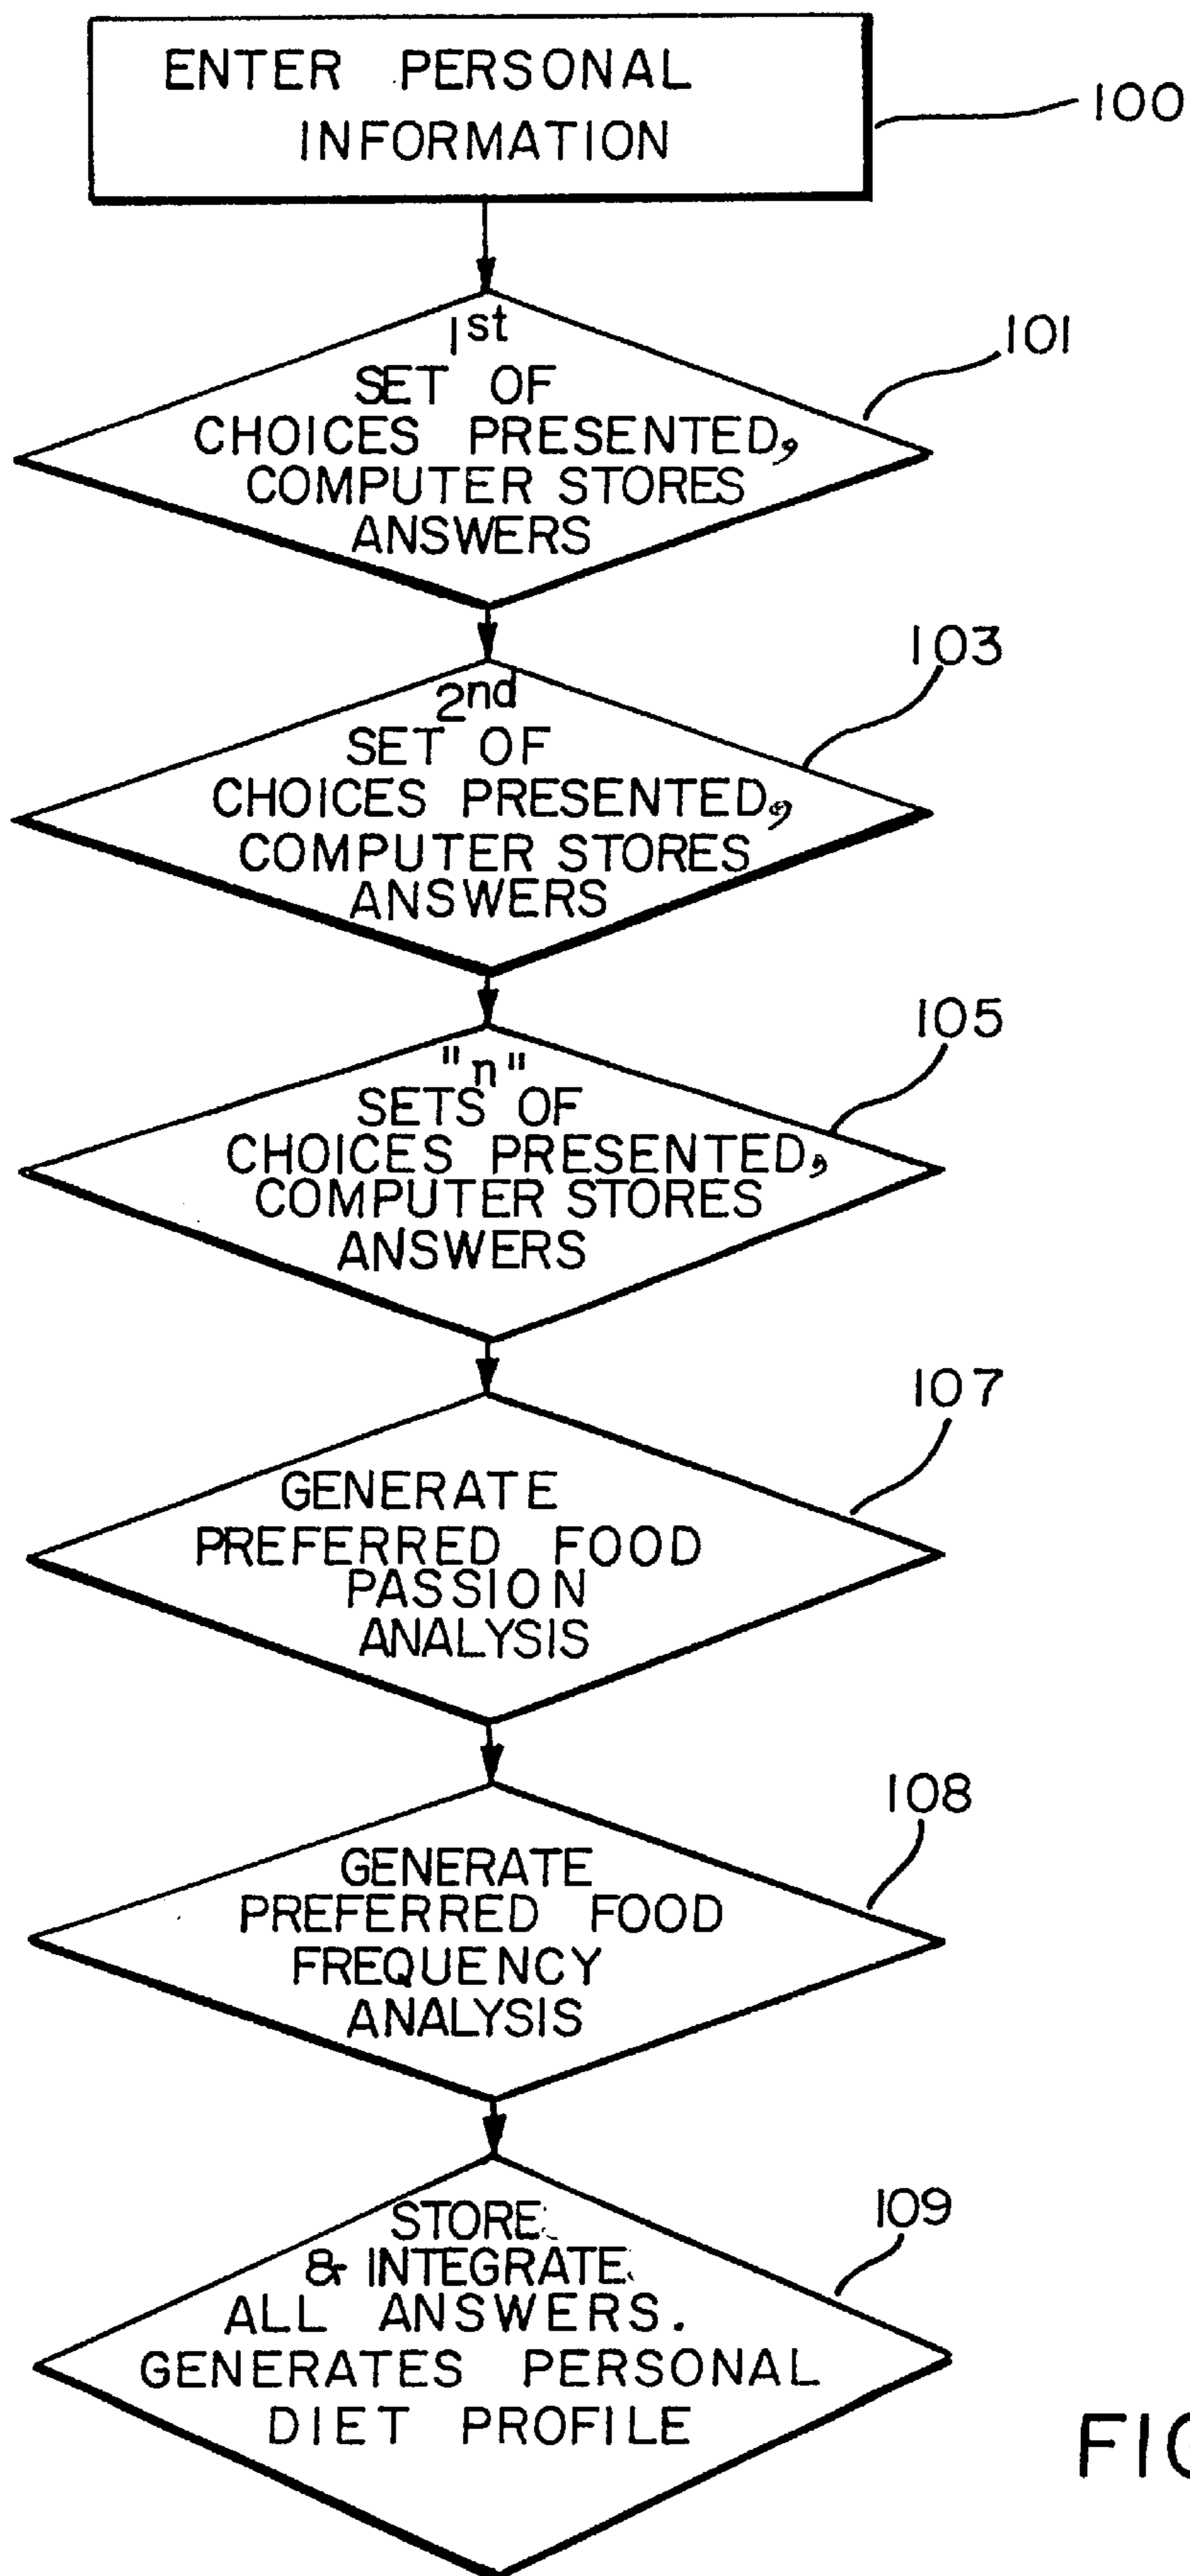 ENTER PERSONAL
INFORMATION
100
1st
SET OF
CHOICES PRESENTED,
COMPUTER STORES
ANSWERS
101
2nd
SET OF
CHOICES PRESENTED,
COMPUTER STORES
ANSWERS
103
"n"
SETS OF
CHOICES PRESENTED,
COMPUTER STORES
ANSWERS
105
GENERATE
PREFERRED FOOD
PASSION
ANALYSIS
107
GENERATE
PREFERRED FOOD
FREQUENCY
ANALYSIS
108
STORE
& INTEGRATE
ALL ANSWERS.
GENERATES PERSONAL
DIET PROFILE
109